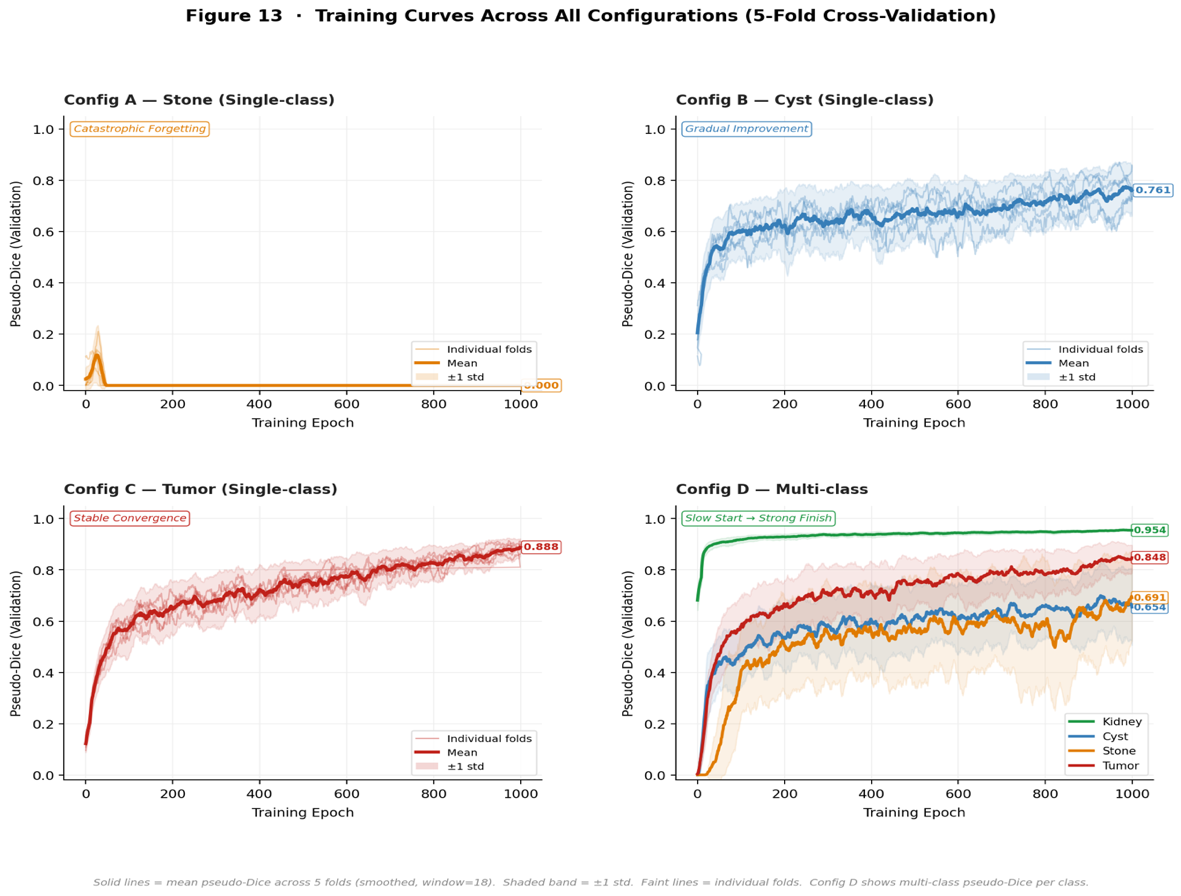 Figure 13 · Training Curves Across All Configurations (5-Fold Cross-Validation)
Config A — Stone (Single-class)
Catastrophic Forgetting
Pseudo-Dice (Validation)
1.0
0.8
0.6
0.4
0.2
0.0
Individual folds
Mean
±1 std
0 200 400 600 800 1000
Training Epoch
Config B — Cyst (Single-class)
Gradual Improvement
Pseudo-Dice (Validation)
1.0
0.8
0.6
0.4
0.2
0.0
0.761
Individual folds
Mean
±1 std
0 200 400 600 800 1000
Training Epoch
Config C — Tumor (Single-class)
Stable Convergence
Pseudo-Dice (Validation)
1.0
0.8
0.6
0.4
0.2
0.0
0.888
Individual folds
Mean
±1 std
0 200 400 600 800 1000
Training Epoch
Config D — Multi-class
Slow Start → Strong Finish
Pseudo-Dice (Validation)
1.0
0.8
0.6
0.4
0.2
0.0
0.954
0.848
0.691
0.654
Kidney
Cyst
Stone
Tumor
0 200 400 600 800 1000
Training Epoch
Solid lines = mean pseudo-Dice across 5 folds (smoothed, window=18). Shaded band = ±1 std. Faint lines = individual folds. Config D shows multi-class pseudo-Dice per class.